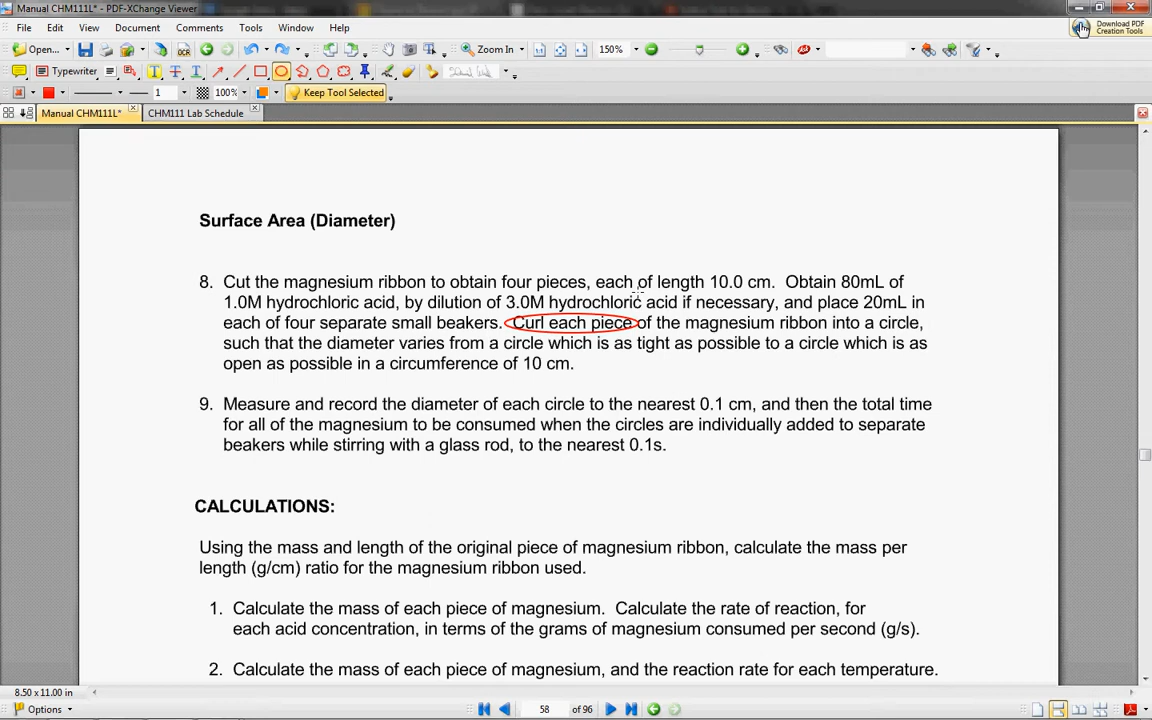 Manual CHM111L* - PDF-XChange Viewer
File Edit View Document Comments Tools Window Help
Download PDF
Creation Tools
Open... OCR Zoom In 150%
Typewriter
1 100% Keep Tool Selected
Manual CHM111L* CHM111 Lab Schedule
Surface Area (Diameter)
8. Cut the magnesium ribbon to obtain four pieces, each of length 10.0 cm. Obtain 80mL of
1.0M hydrochloric acid, by dilution of 3.0M hydrochloric acid if necessary, and place 20mL in
each of four separate small beakers. Curl each piece of the magnesium ribbon into a circle,
such that the diameter varies from a circle which is as tight as possible to a circle which is as
open as possible in a circumference of 10 cm.
9. Measure and record the diameter of each circle to the nearest 0.1 cm, and then the total time
for all of the magnesium to be consumed when the circles are individually added to separate
beakers while stirring with a glass rod, to the nearest 0.1s.
CALCULATIONS:
Using the mass and length of the original piece of magnesium ribbon, calculate the mass per
length (g/cm) ratio for the magnesium ribbon used.
1. Calculate the mass of each piece of magnesium. Calculate the rate of reaction, for
each acid concentration, in terms of the grams of magnesium consumed per second (g/s).
2. Calculate the mass of each piece of magnesium, and the reaction rate for each temperature.
8.50 x 11.00 in
Options 58 of 96